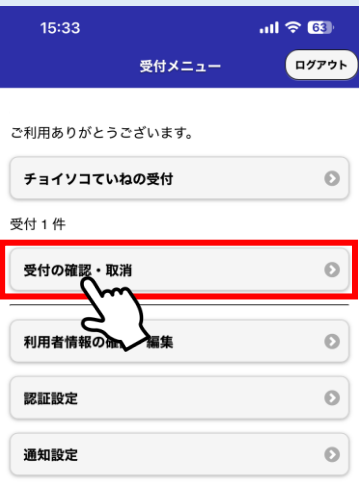 15:33 63
受付メニュー ログアウト
ご利用ありがとうございます。
チョイソコていねの受付
受付 1 件
受付の確認・取消
利用者情報の 編集
認証設定
通知設定